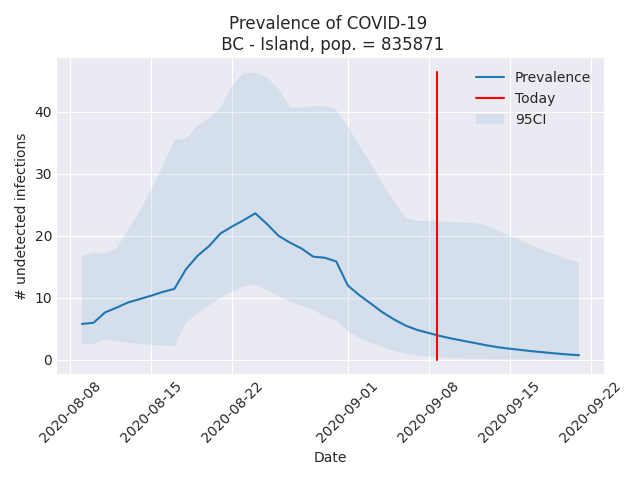 Prevalence of COVID-19
BC - Island, pop. = 835871
# undetected infections
40
30
20
10
0
Prevalence
Today
95CI
2020-08-08
2020-08-15
2020-08-22
2020-09-01
2020-09-08
2020-09-15
2020-09-22
Date